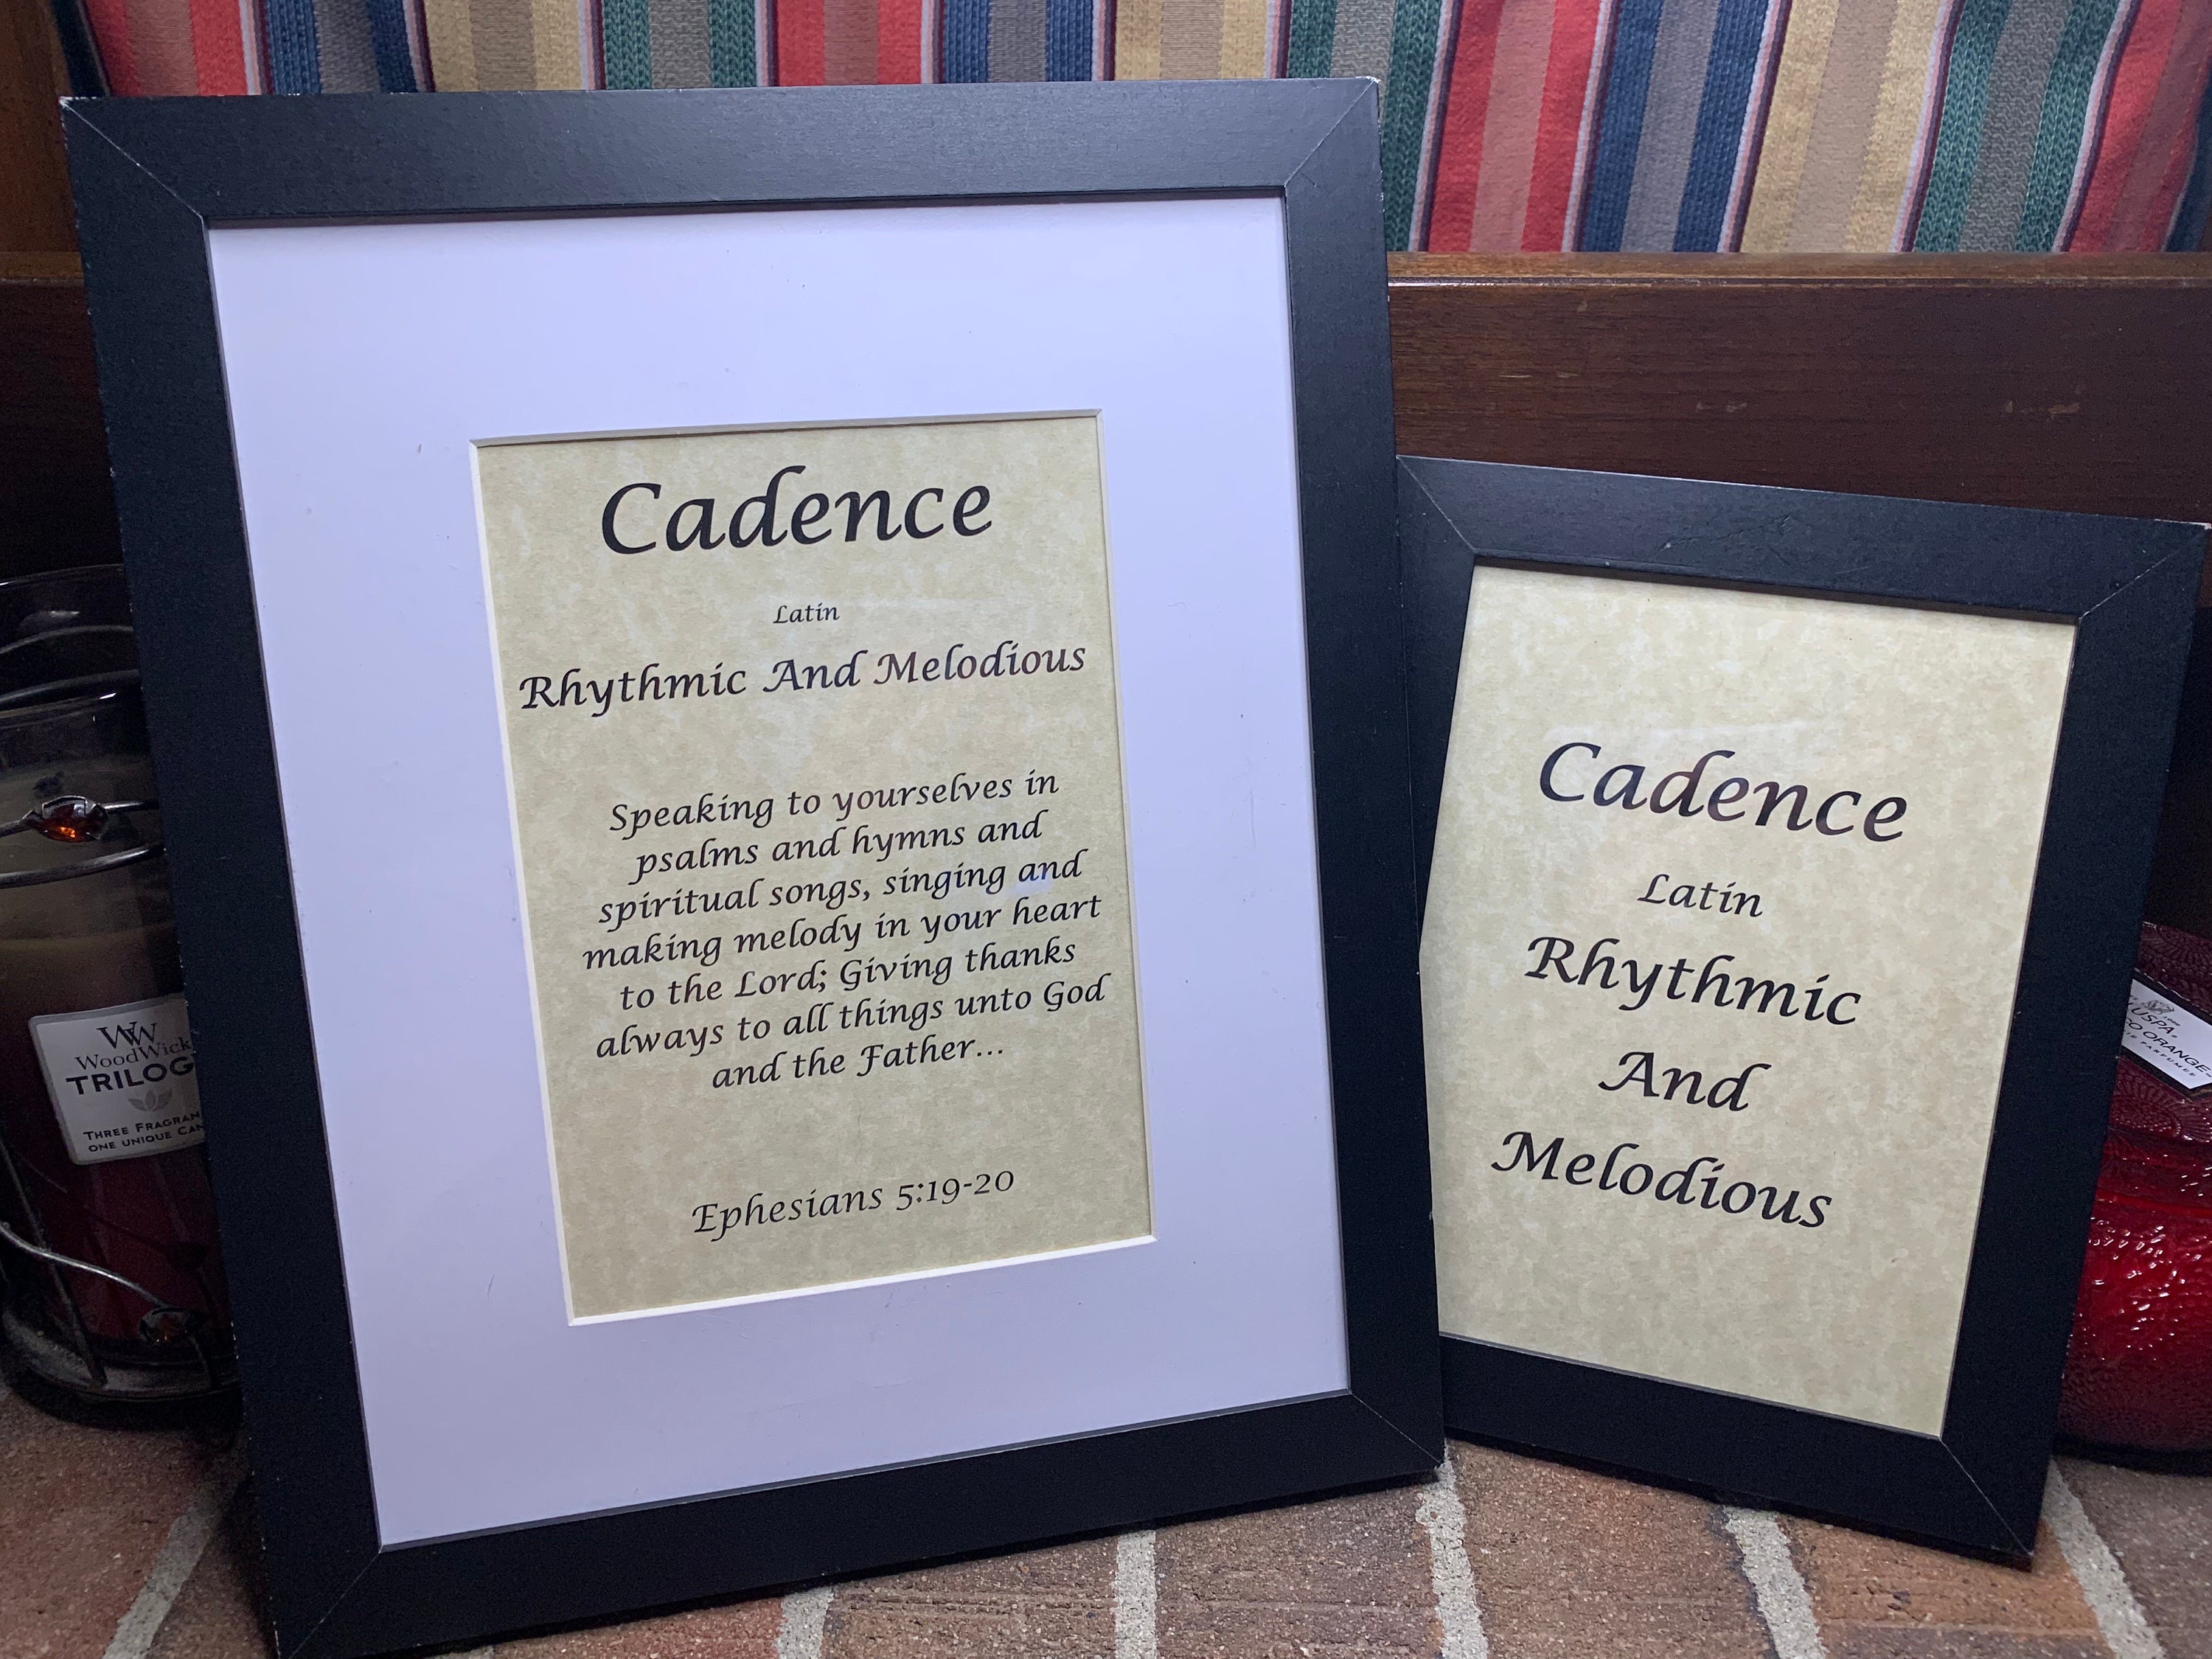 Cadence
Latin
Rhythmic And Melodious
Speaking to yourselves in
psalms and hymns and
spiritual songs, singing and
making melody in your heart
to the Lord; Giving thanks
always to all things unto God
and the Father...
Ephesians 5:19-20
Cadence
Latin
Rhythmic
And
Melodious
WW
WoodWick
TRILOG
THREE FRAGRAN
ONE UNIQUE CAN
ORANGE